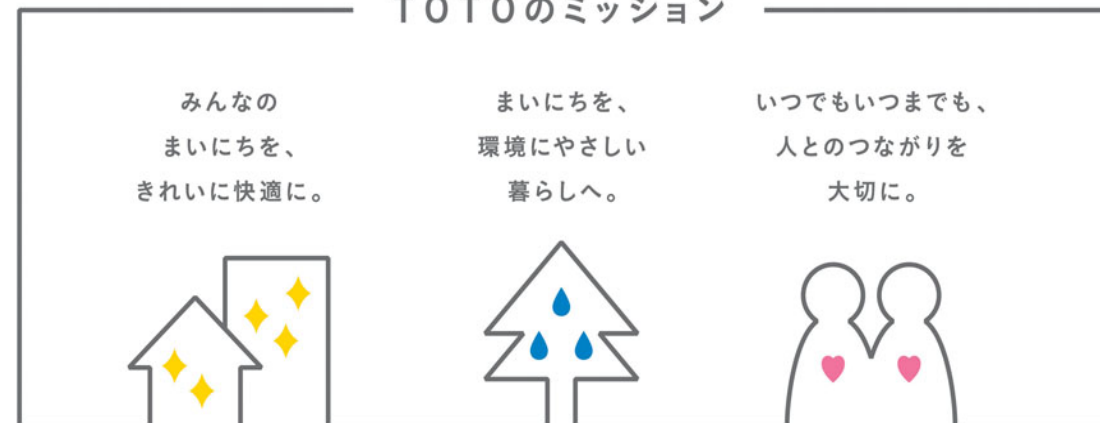 TOTOのミッション
みんなの
まいにちを、
きれいに快適に。
まいにちを、
環境にやさしい
暮らしへ。
いつでもいつまでも、
人とのつながりを
大切に。